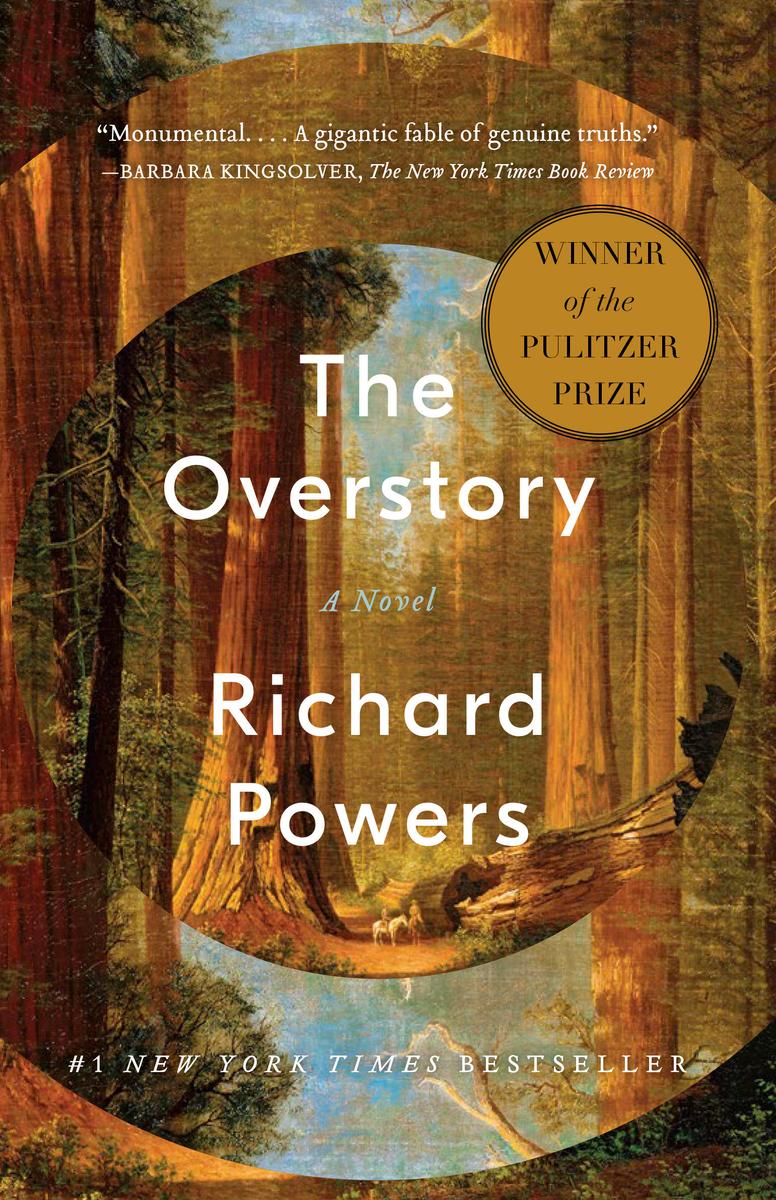 “Monumental. . . . A gigantic fable of genuine truths.”
—BARBARA KINGSOLVER, The New York Times Book Review
WINNER
of the
PULITZER
PRIZE
The
Overstory
A Novel
Richard
Powers
#1 NEW YORK TIMES BESTSELLER